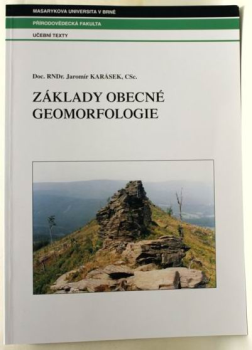 MASARYKOVA UNIVERSITA V BRNĚ
PŘÍRODOVĚDECKÁ FAKULTA
UČEBNÍ TEXTY
Doc. RNDr. Jaromír KARÁSEK, CSc.
ZÁKLADY OBECNÉ
GEOMORFOLOGIE